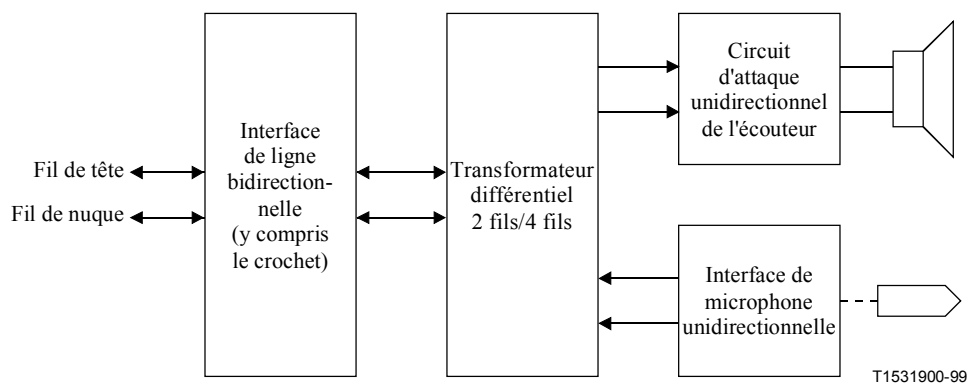 Fil de tête
Fil de nuque
Interface
de ligne
bidirection-
nelle
(y compris
le crochet)
Transformateur
différentiel
2 fils/4 fils
Circuit
d'attaque
unidirectionnel
de l'écouteur
Interface de
microphone
unidirectionnelle
T1531900-99